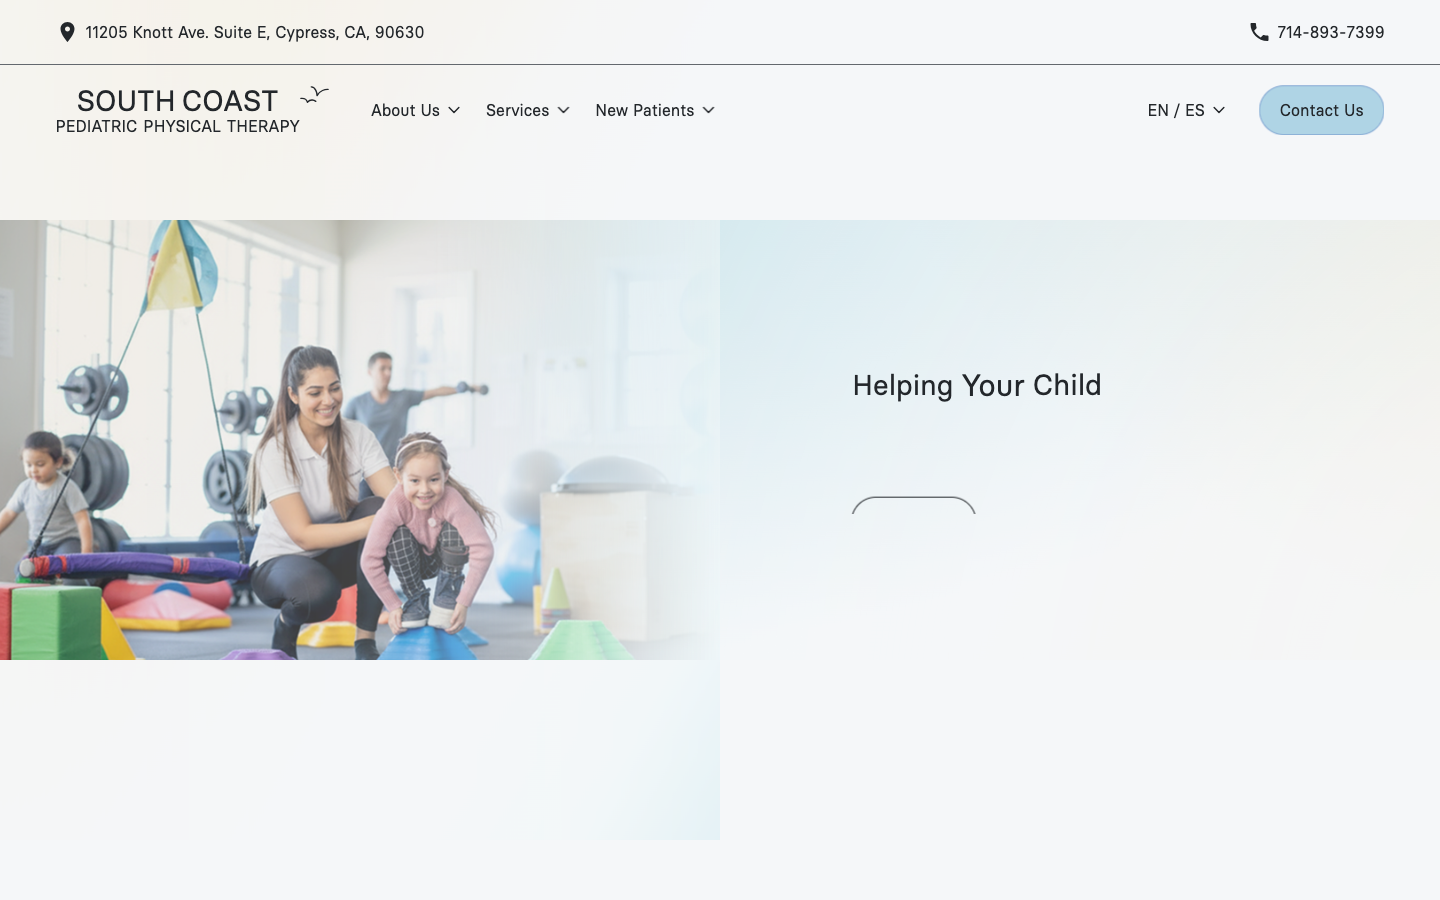 11205 Knott Ave. Suite E, Cypress, CA, 90630
714-893-7399
SOUTH COAST
PEDIATRIC PHYSICAL THERAPY
About Us
Services
New Patients
EN / ES
Contact Us
Helping Your Child